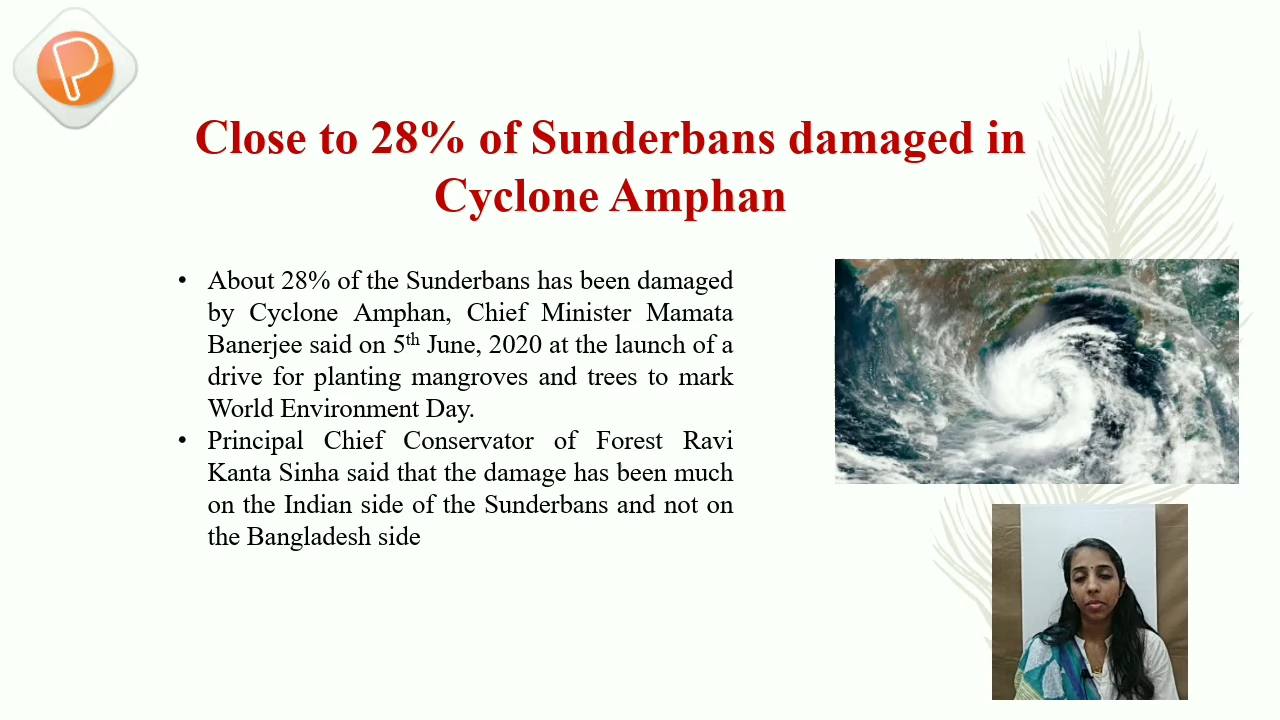 P
Close to 28% of Sunderbans damaged in
Cyclone Amphan
• About 28% of the Sunderbans has been damaged
by Cyclone Amphan, Chief Minister Mamata
Banerjee said on 5th June, 2020 at the launch of a
drive for planting mangroves and trees to mark
World Environment Day.
• Principal Chief Conservator of Forest Ravi
Kanta Sinha said that the damage has been much
on the Indian side of the Sunderbans and not on
the Bangladesh side